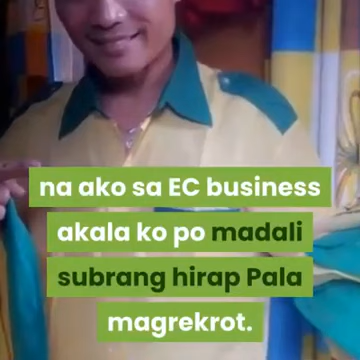 na ako sa EC business
akala ko po madali
subrang hirap Pala
magrekrot.